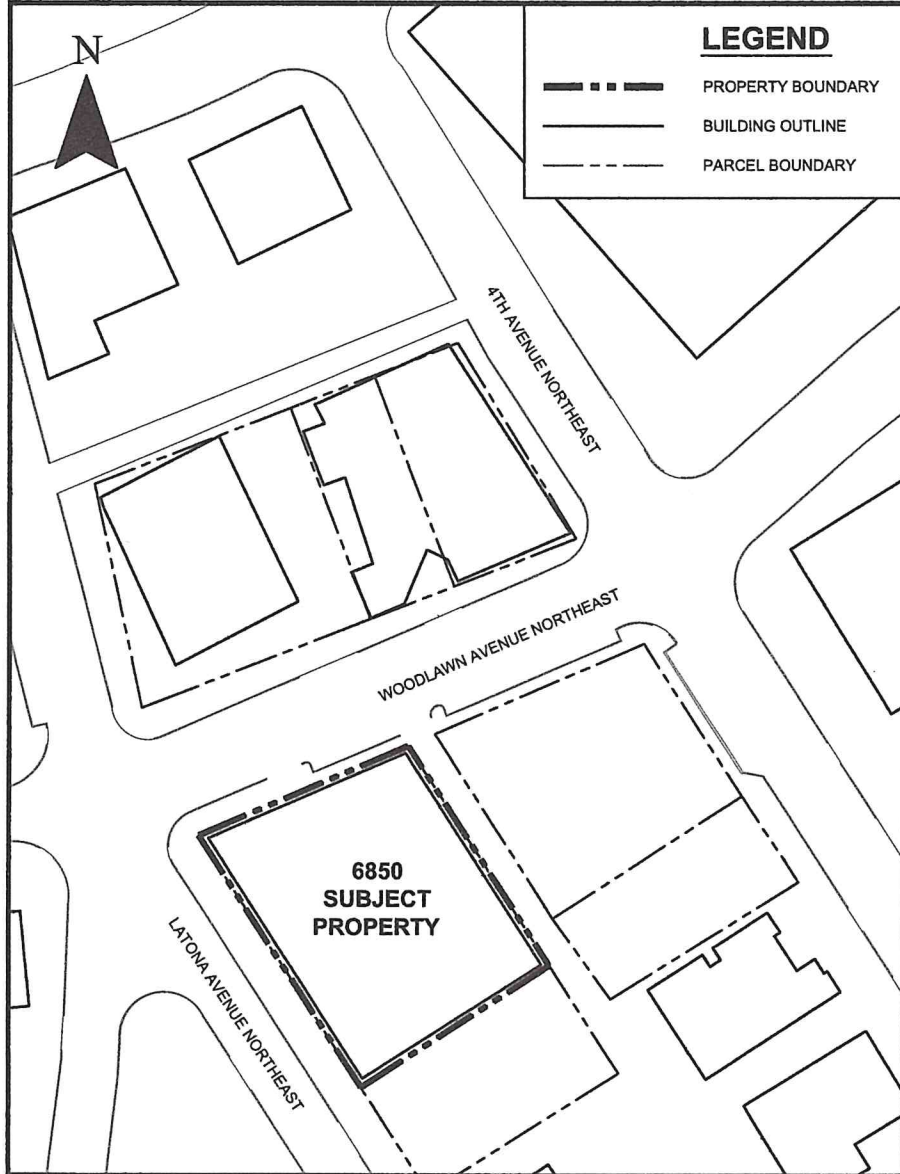 N
LEGEND
PROPERTY BOUNDARY
BUILDING OUTLINE
PARCEL BOUNDARY
4TH AVENUE NORTHEAST
WOODLAWN AVENUE NORTHEAST
6850
SUBJECT
PROPERTY
LATONA AVENUE NORTHEAST